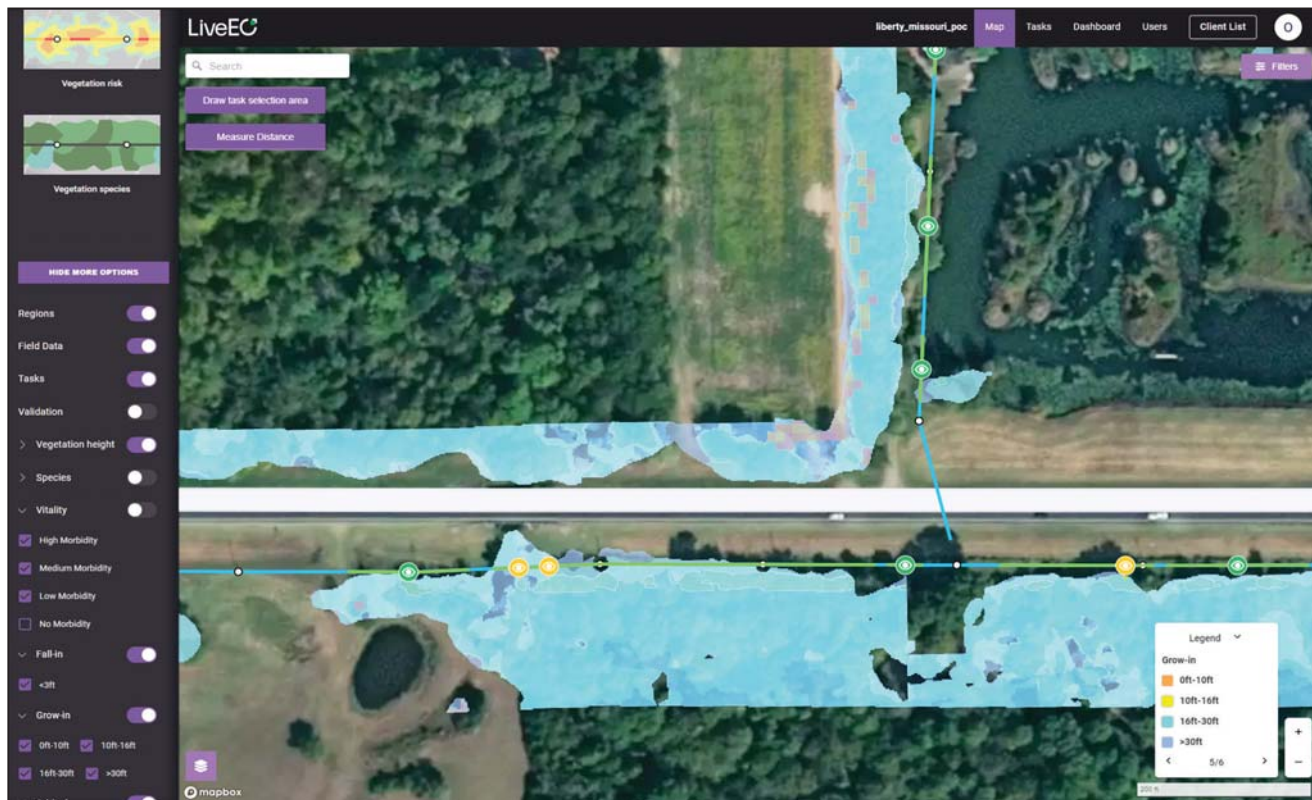 LiveEO
liberty_missouri_poc
Map
Tasks
Dashboard
Users
Client List
O
Vegetation risk
Vegetation species
HIDE MORE OPTIONS
Regions
Field Data
Tasks
Validation
Vegetation height
Species
Vitality
High Morbidity
Medium Morbidity
Low Morbidity
No Morbidity
Fall-in
<3ft
Grow-in
0ft-10ft 10ft-16ft
16ft-30ft >30ft
Search
Draw task selection area
Measure Distance
Filters
Legend
Grow-in
0ft-10ft
10ft-16ft
16ft-30ft
>30ft
< 5/6 >
+
−
200 ft
mapbox